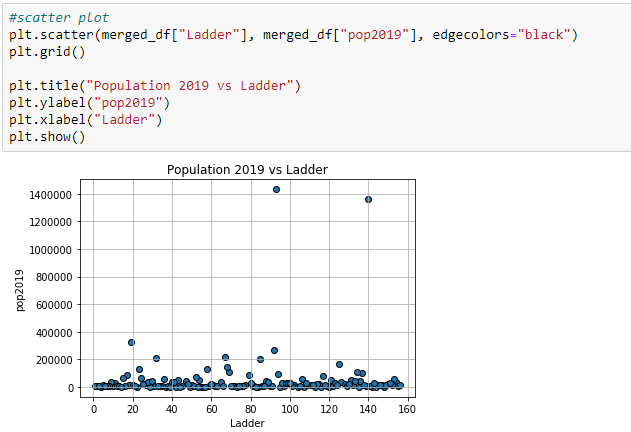 #scatter plot
plt.scatter(merged_df["Ladder"], merged_df["pop2019"], edgecolors="black")
plt.grid()
plt.title("Population 2019 vs Ladder")
plt.ylabel("pop2019")
plt.xlabel("Ladder")
plt.show()
Population 2019 vs Ladder
1400000
1200000
1000000
800000
600000
400000
200000
0
pop2019
0 20 40 60 80 100 120 140 160
Ladder